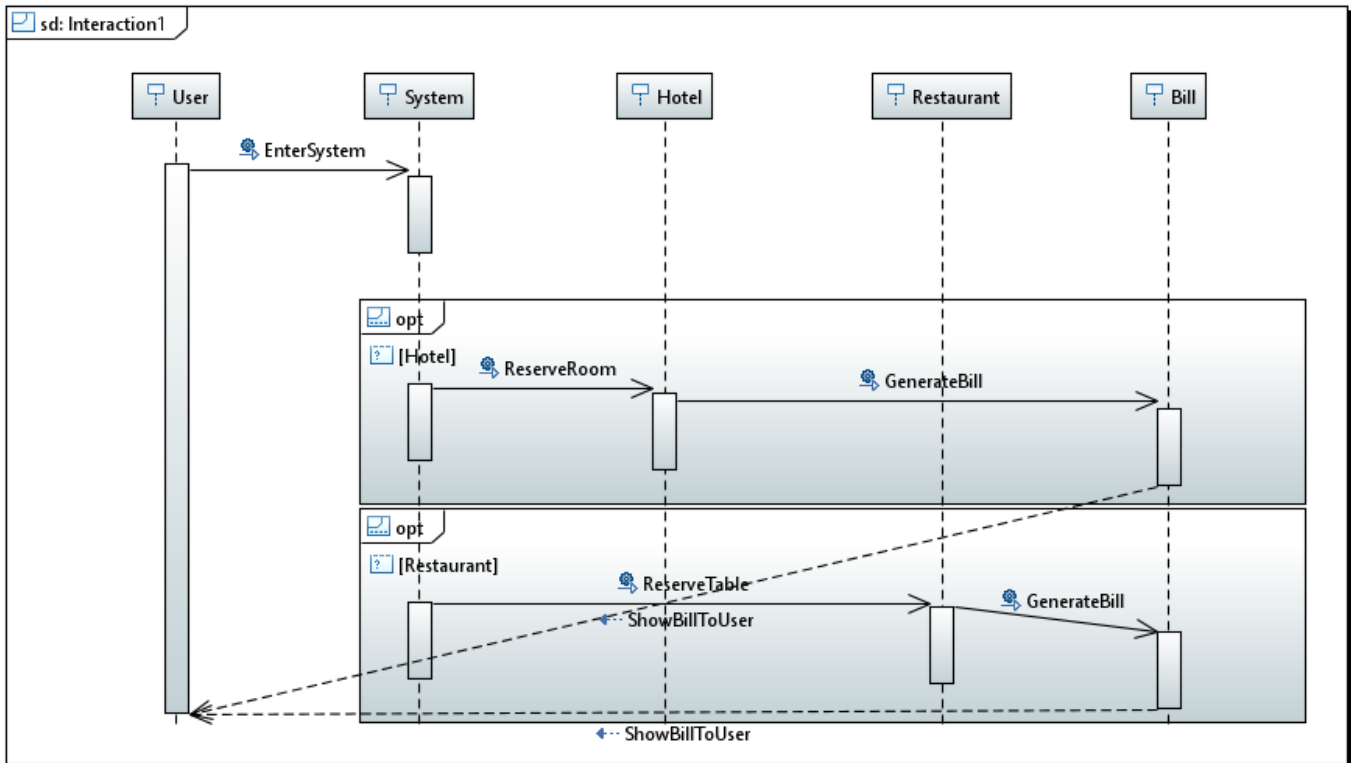 sd: Interaction1
User
System
Hotel
Restaurant
Bill
EnterSystem
opt
[Hotel]
ReserveRoom
GenerateBill
opt
[Restaurant]
ReserveTable
GenerateBill
ShowBillToUser
ShowBillToUser